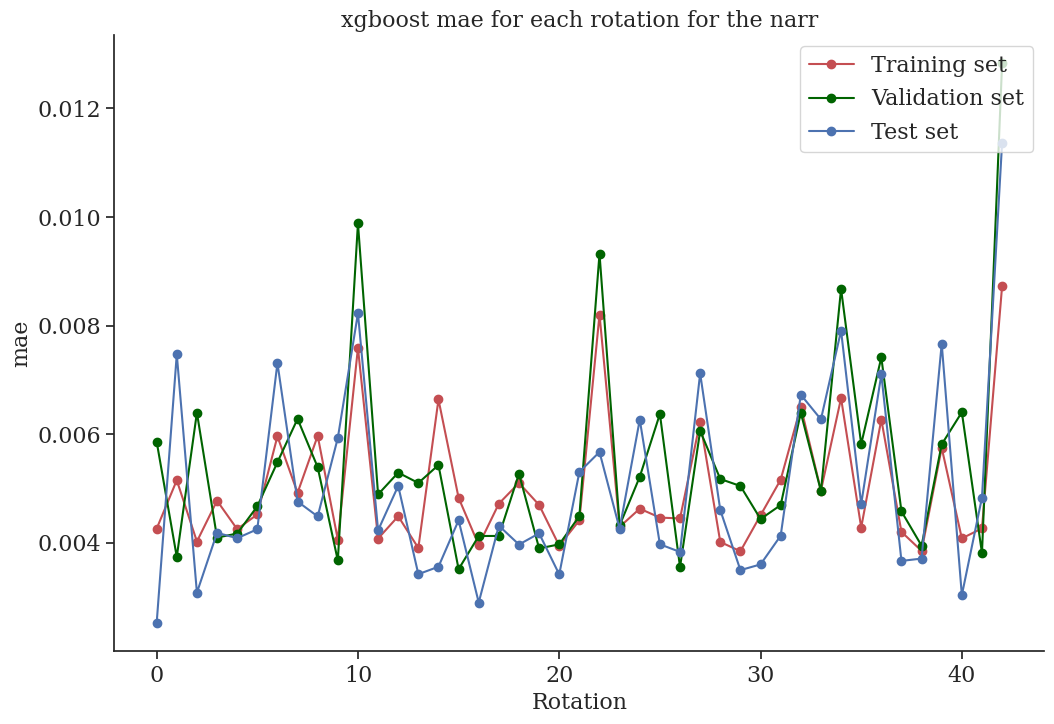 xgboost mae for each rotation for the narr
Training set
Validation set
Test set
0.012
0.010
0.008
0.006
0.004
mae
0 10 20 30 40
Rotation